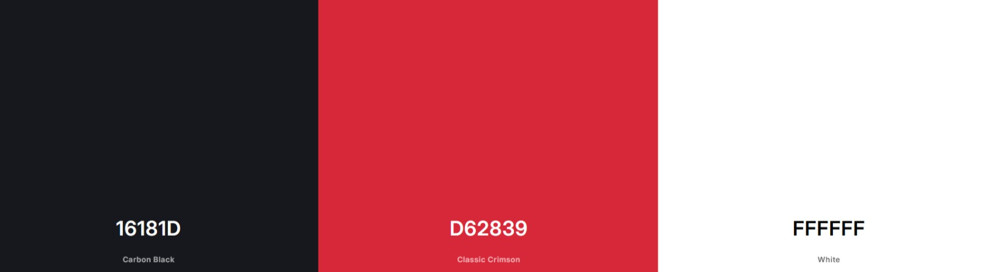 16181D
Carbon Black
D62839
Classic Crimson
FFFFFF
White